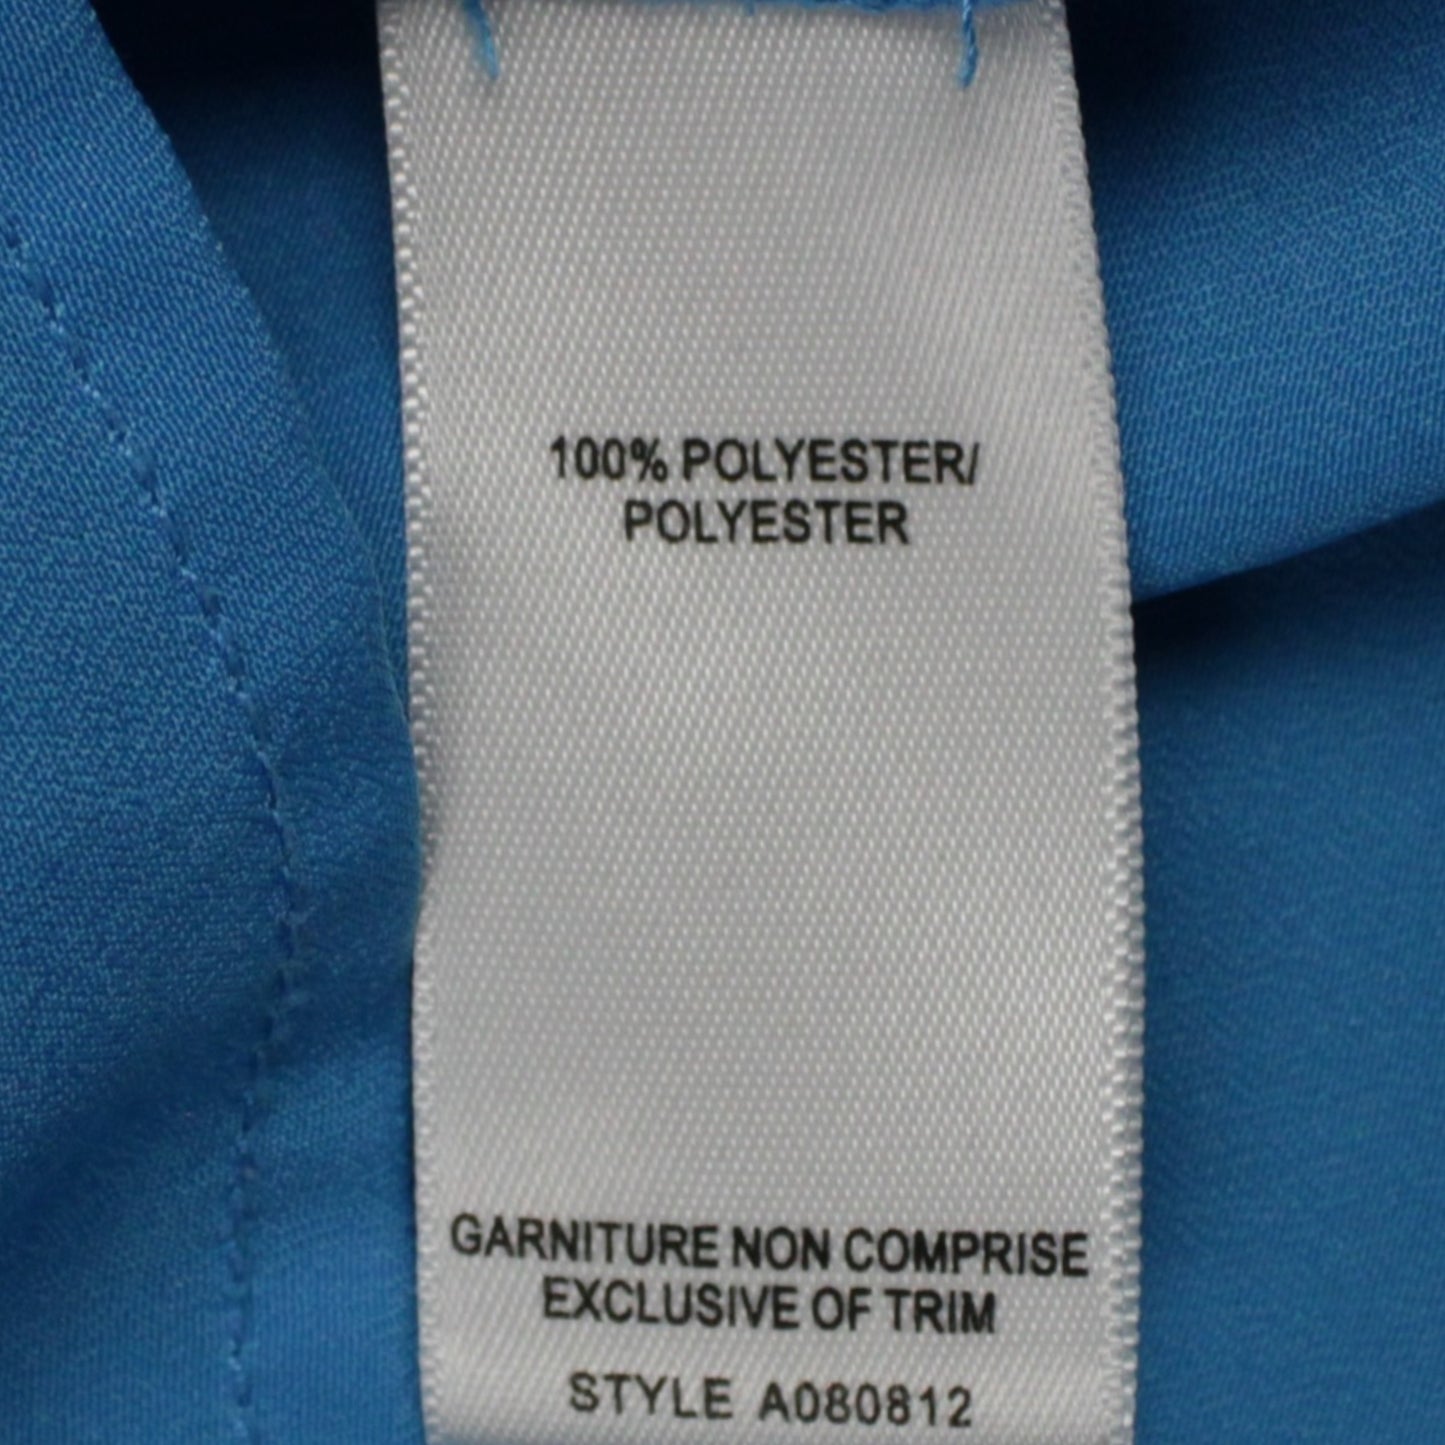 100% POLYESTER/
POLYESTER
GARNITURE NON COMPRISE
EXCLUSIVE OF TRIM
STYLE A080812